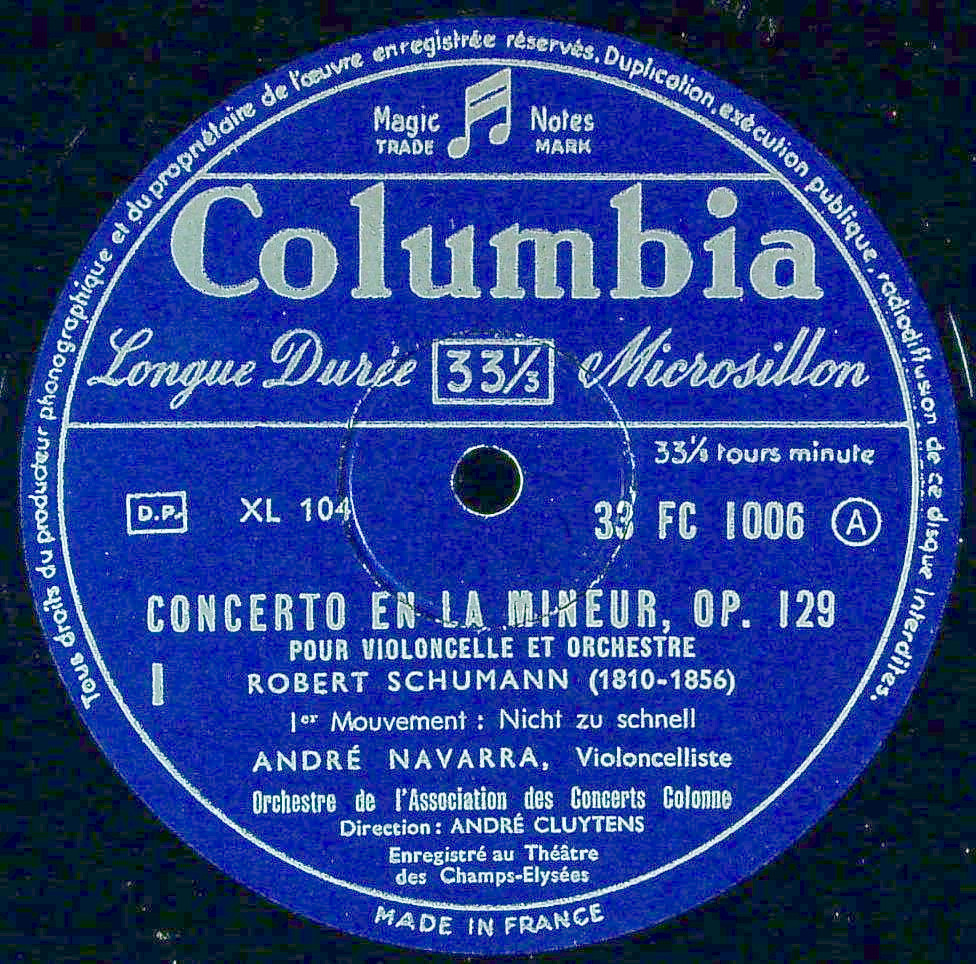 Tous droits du producteur phonographique et du propriétaire de l'œuvre enregistrée réservés. Duplication, exécution publique, radiodiffusion de ce disque interdites.
Magic Notes
TRADE MARK
Columbia
Longue Durée 33⅓ Microsillon
33⅓ tours minute
D.P. XL 104 33 FC 1006 A
CONCERTO EN LA MINEUR, OP. 129
POUR VIOLONCELLE ET ORCHESTRE
I ROBERT SCHUMANN (1810-1856)
1er Mouvement : Nicht zu schnell
ANDRÉ NAVARRA, Violoncelliste
Orchestre de l'Association des Concerts Colonne
Direction : ANDRÉ CLUYTENS
Enregistré au Théâtre
des Champs-Elysées
MADE IN FRANCE